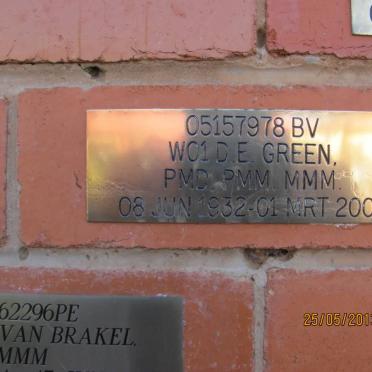 05157978 BV
WO1 D.E. GREEN,
PMD. PMM. MMM.
08 JUN 1932-01 MRT 200
62296PE
VAN BRAKEL,
MMM
25/05/201